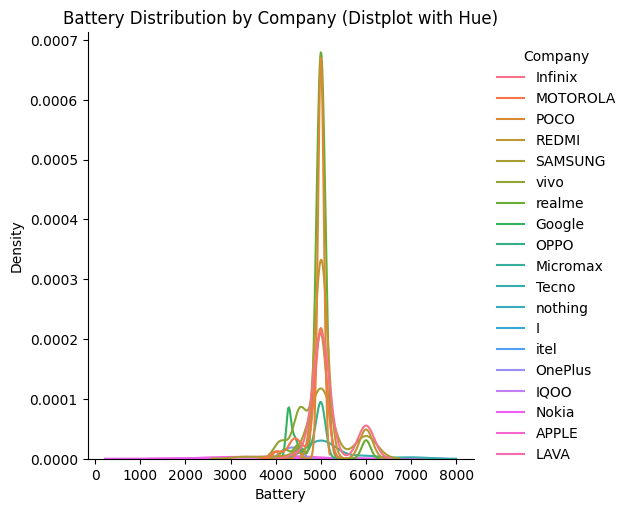 Battery Distribution by Company (Distplot with Hue)
0.0007
0.0006
0.0005
0.0004
0.0003
0.0002
0.0001
0.0000
Density
0 1000 2000 3000 4000 5000 6000 7000 8000
Battery
Company
Infinix
MOTOROLA
POCO
REDMI
SAMSUNG
vivo
realme
Google
OPPO
Micromax
Tecno
nothing
I
itel
OnePlus
IQOO
Nokia
APPLE
LAVA